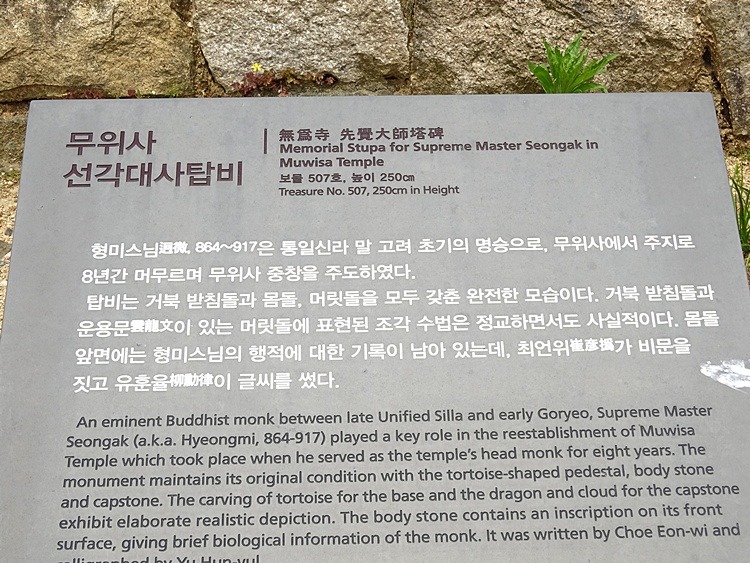 무위사
선각대사탑비
無爲寺 先覺大師塔碑
Memorial Stupa for Supreme Master Seongak in
Muwisa Temple
보물 507호, 높이 250㎝
Treasure No. 507, 250cm in Height
형미스님逈微, 864~917은 통일신라 말 고려 초기의 명승으로, 무위사에서 주지로
8년간 머무르며 무위사 중창을 주도하였다.
탑비는 거북 받침돌과 몸돌, 머릿돌을 모두 갖춘 완전한 모습이다. 거북 받침돌과
운용문雲龍文이 있는 머릿돌에 표현된 조각 수법은 정교하면서도 사실적이다. 몸돌
앞면에는 형미스님의 행적에 대한 기록이 남아 있는데, 최언위崔彦撝가 비문을
짓고 유훈율柳勳律이 글씨를 썼다.
An eminent Buddhist monk between late Unified Silla and early Goryeo, Supreme Master
Seongak (a.k.a. Hyeongmi, 864-917) played a key role in the reestablishment of Muwisa
Temple which took place when he served as the temple's head monk for eight years. The
monument maintains its original condition with the tortoise-shaped pedestal, body stone
and capstone. The carving of tortoise for the base and the dragon and cloud for the capstone
exhibit elaborate realistic depiction. The body stone contains an inscription on its front
surface, giving brief biological information of the monk. It was written by Choe Eon-wi and
calligraphed by Yu Hun-yul